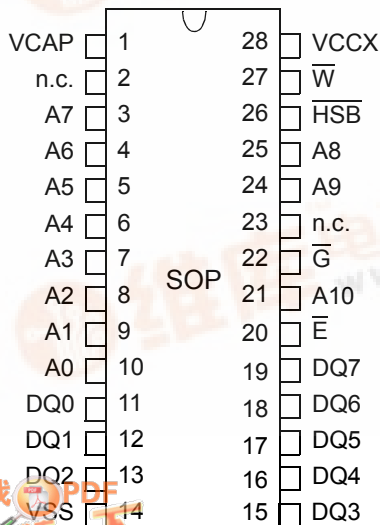 VCAP 1 28 VCCX
n.c. 2 27 W
A7 3 26 HSB
A6 4 25 A8
A5 5 24 A9
A4 6 23 n.c.
A3 7 22 G
SOP
A2 8 21 A10
A1 9 20 E
A0 10 19 DQ7
DQ0 11 18 DQ6
DQ1 12 17 DQ5
DQ2 13 16 DQ4
VSS 14 15 DQ3
PDF